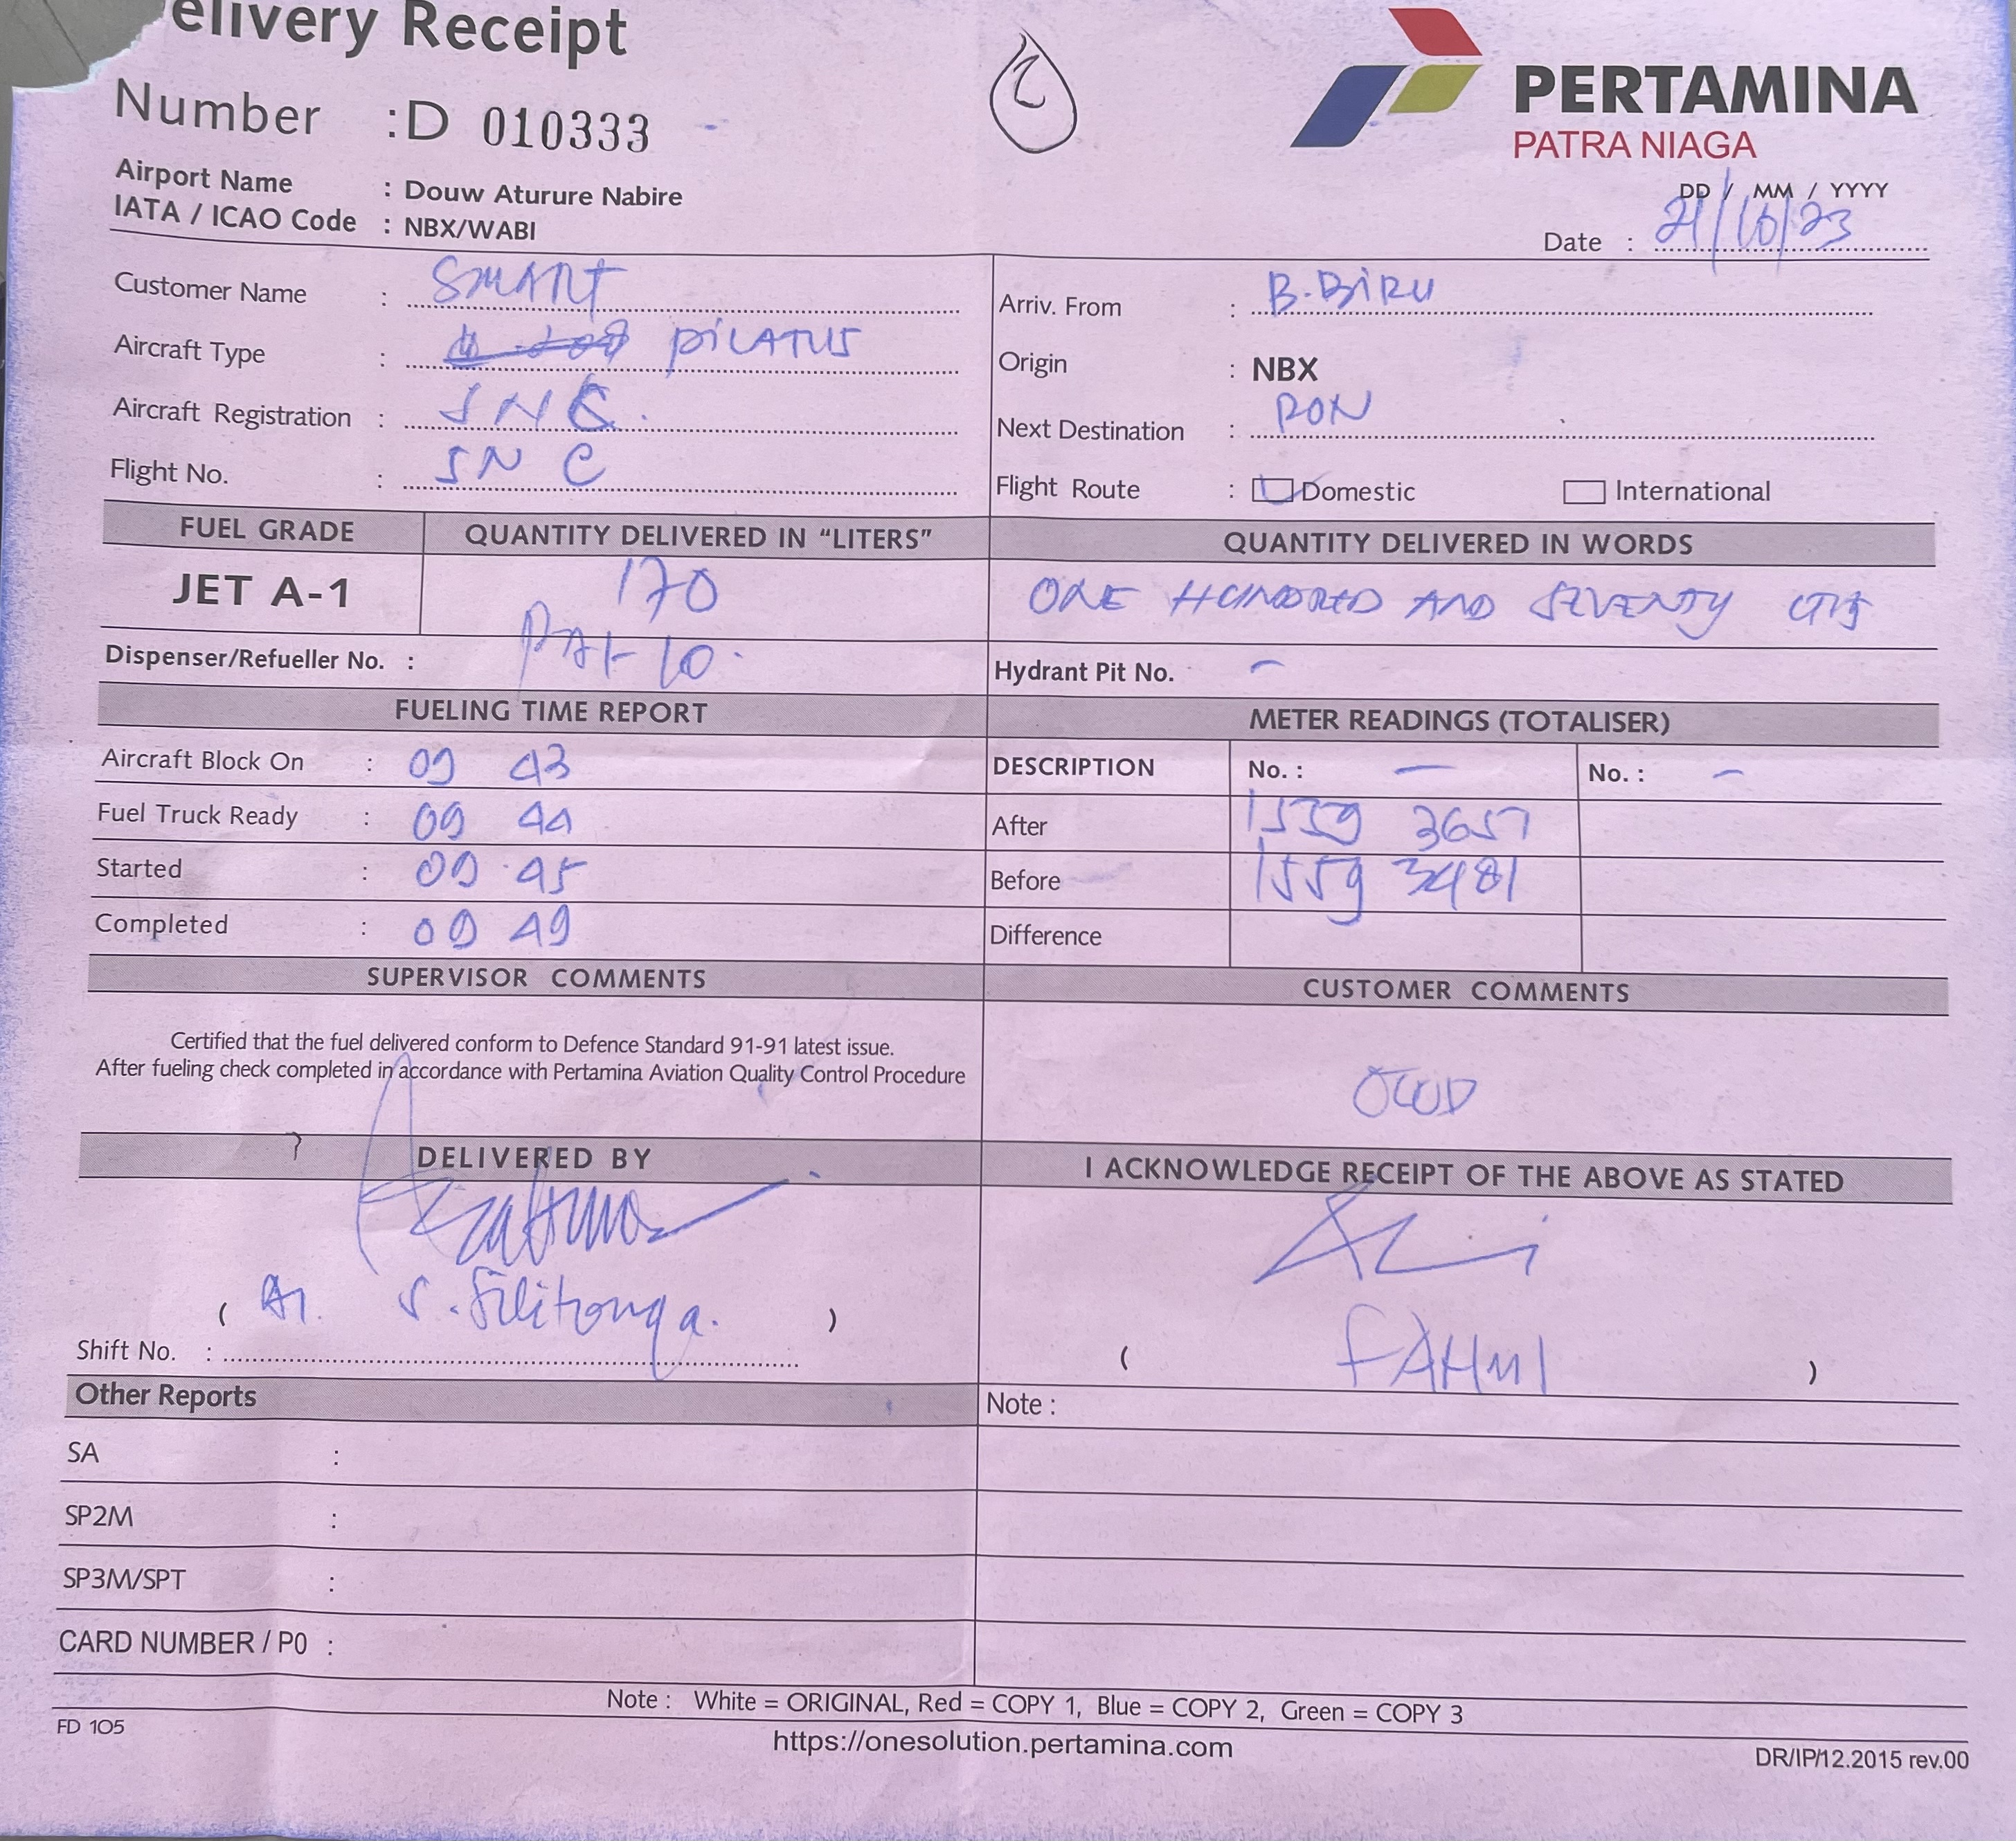 elivery Receipt
Number : D 010333
PERTAMINA
PATRA NIAGA
Airport Name : Douw Aturure Nabire
IATA / ICAO Code : NBX/WABI
DD / MM / YYYY
Date : 21/10/23
Customer Name : SMART
Aircraft Type : PILATUS
Aircraft Registration : SNC
Flight No. : SN C
Arriv. From : B.BIRU
Origin : NBX
Next Destination : RON
Flight Route : Domestic International
FUEL GRADE QUANTITY DELIVERED IN “LITERS” QUANTITY DELIVERED IN WORDS
JET A-1 170 ONE HUNDRED AND SEVENTY
Dispenser/Refueller No. : Hydrant Pit No. -
FUELING TIME REPORT METER READINGS (TOTALISER)
Aircraft Block On : 09 43 DESCRIPTION No. : - No. : -
Fuel Truck Ready : 09 44 After 1559 3651
Started : 09 45 Before 1559 3481
Completed : 09 49 Difference
SUPERVISOR COMMENTS CUSTOMER COMMENTS
Certified that the fuel delivered conform to Defence Standard 91-91 latest issue.
After fueling check completed in accordance with Pertamina Aviation Quality Control Procedure
DELIVERED BY I ACKNOWLEDGE RECEIPT OF THE ABOVE AS STATED
( S. Silitonga. )
Shift No. :
( FAHMI )
Other Reports Note :
SA :
SP2M :
SP3M/SPT :
CARD NUMBER / P0 :
Note : White = ORIGINAL, Red = COPY 1, Blue = COPY 2, Green = COPY 3
FD 105 https://onesolution.pertamina.com DR/IP/12.2015 rev.00